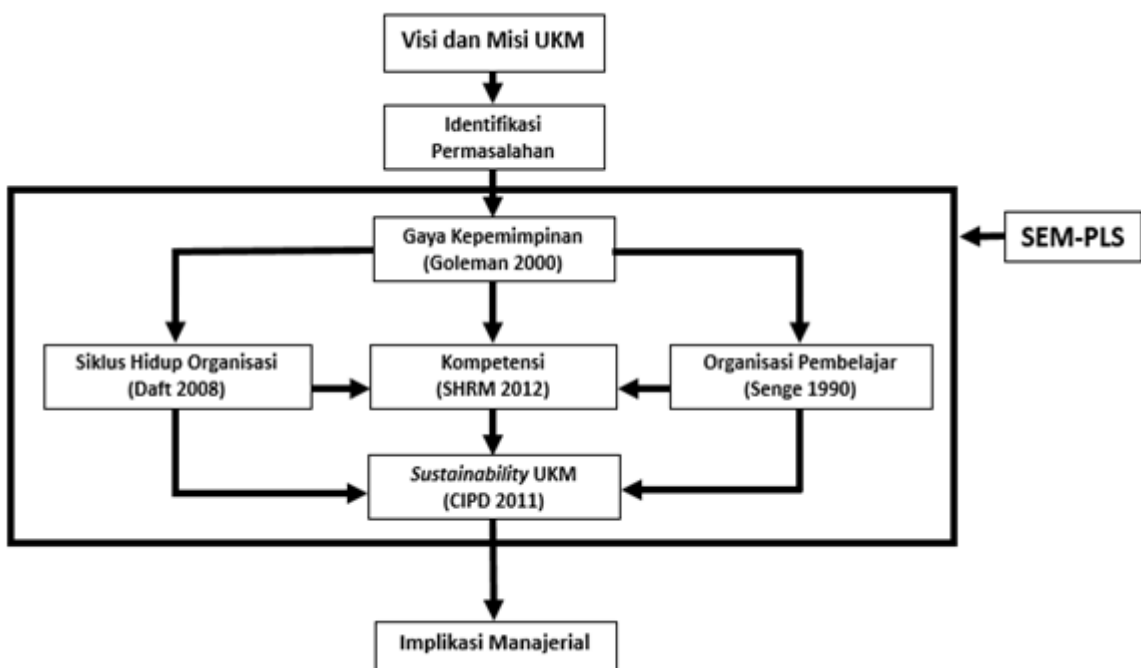 Visi dan Misi UKM
Identifikasi
Permasalahan
Gaya Kepemimpinan
(Goleman 2000)
SEM-PLS
Siklus Hidup Organisasi
(Daft 2008)
Kompetensi
(SHRM 2012)
Organisasi Pembelajar
(Senge 1990)
Sustainability UKM
(CIPD 2011)
Implikasi Manajerial